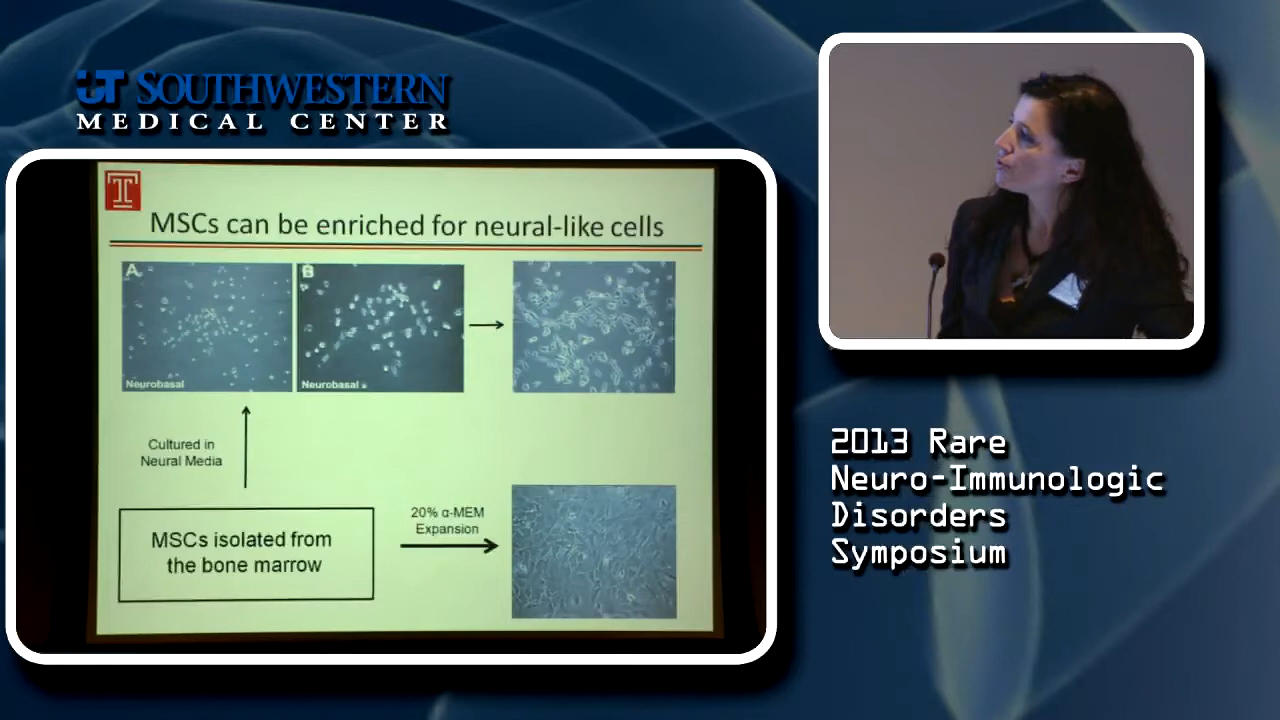 UT SOUTHWESTERN
MEDICAL CENTER
T
MSCs can be enriched for neural-like cells
A
B
Neurobasal
Neurobasal
Cultured in
Neural Media
MSCs isolated from
the bone marrow
20% α-MEM
Expansion
2013 Rare
Neuro-Immunologic
Disorders
Symposium